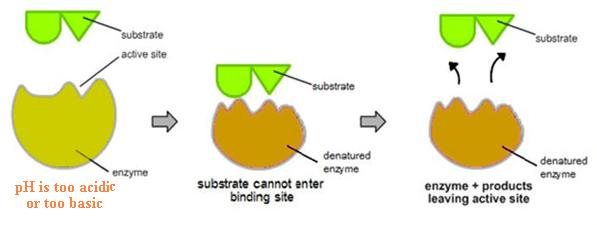 substrate
active site
enzyme
pH is too acidic
or too basic
substrate
denatured
enzyme
substrate cannot enter
binding site
substrate
denatured
enzyme
enzyme + products
leaving active site